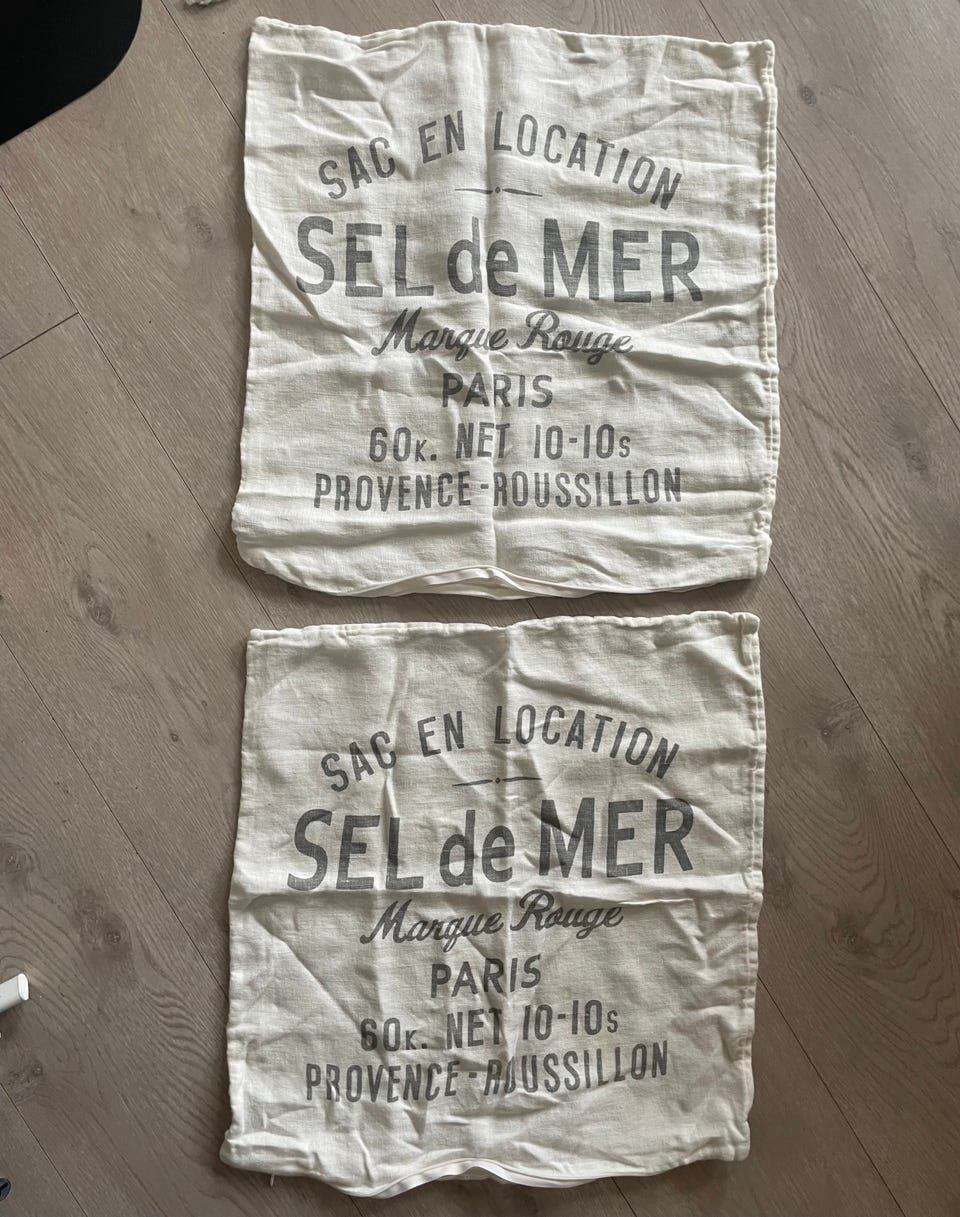 SAC EN LOCATION
SEL de MER
Marque Rouge
PARIS
60K. NET 10-10s
PROVENCE-ROUSSILLON
SAC EN LOCATION
SEL de MER
Marque Rouge
PARIS
60K. NET 10-10s
PROVENCE-ROUSSILLON